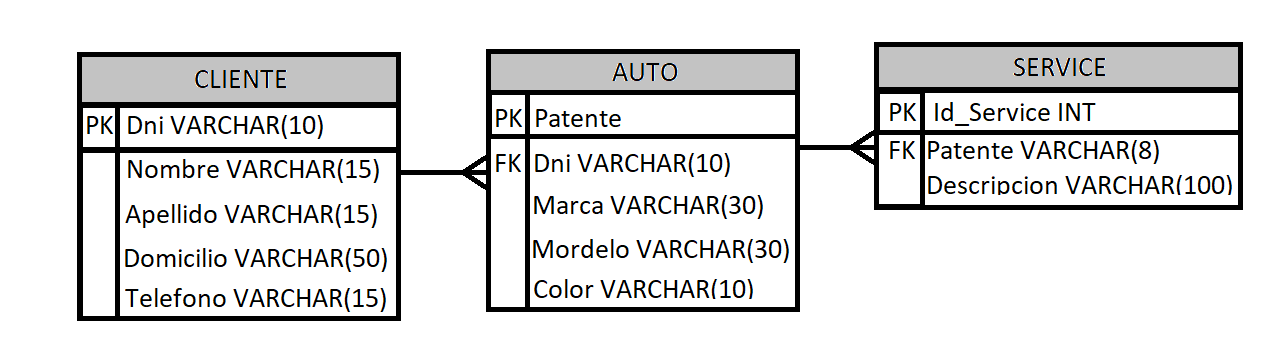 CLIENTE
PK Dni VARCHAR(10)
Nombre VARCHAR(15)
Apellido VARCHAR(15)
Domicilio VARCHAR(50)
Telefono VARCHAR(15)
AUTO
PK Patente
FK Dni VARCHAR(10)
Marca VARCHAR(30)
Mordelo VARCHAR(30)
Color VARCHAR(10)
SERVICE
PK Id_Service INT
FK Patente VARCHAR(8)
Descripcion VARCHAR(100)